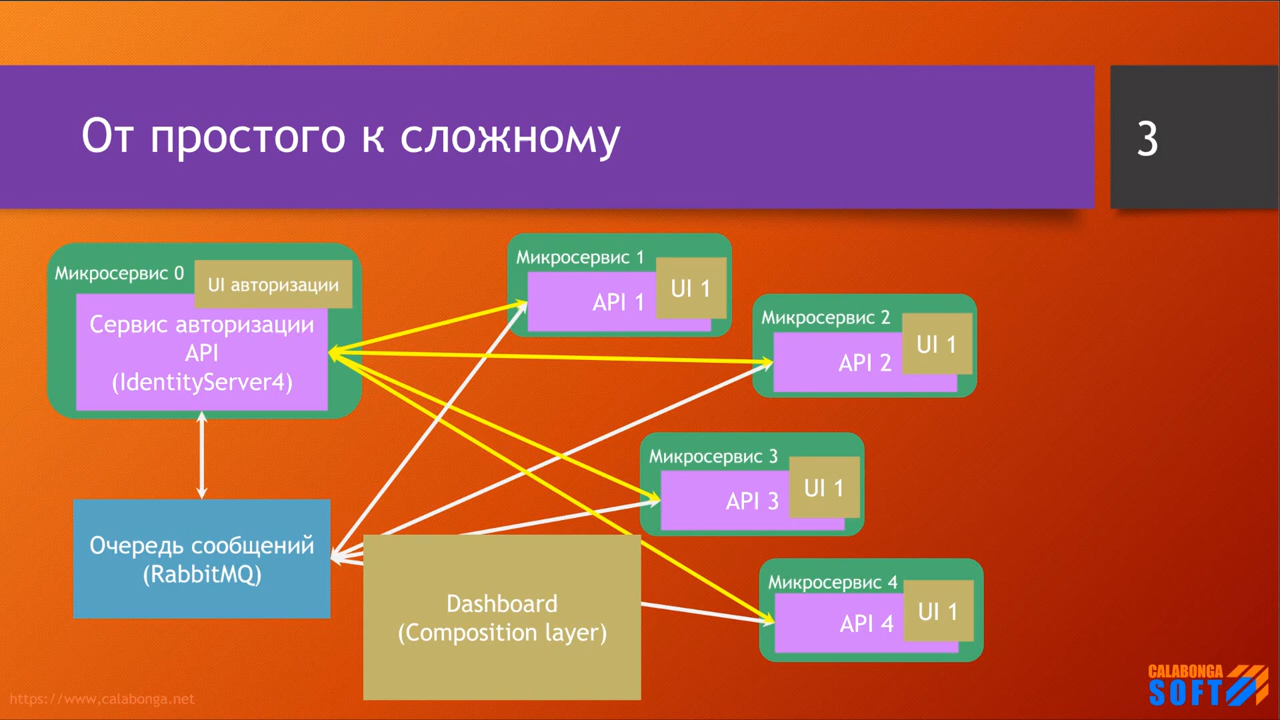 От простого к сложному
3
Микросервис 0
UI авторизации
Сервис авторизации
API
(IdentityServer4)
Очередь сообщений
(RabbitMQ)
Dashboard
(Composition layer)
Микросервис 1
API 1
UI 1
Микросервис 2
API 2
UI 1
Микросервис 3
API 3
UI 1
Микросервис 4
API 4
UI 1
https://www.calabonga.net
CALABONGA
SOFT